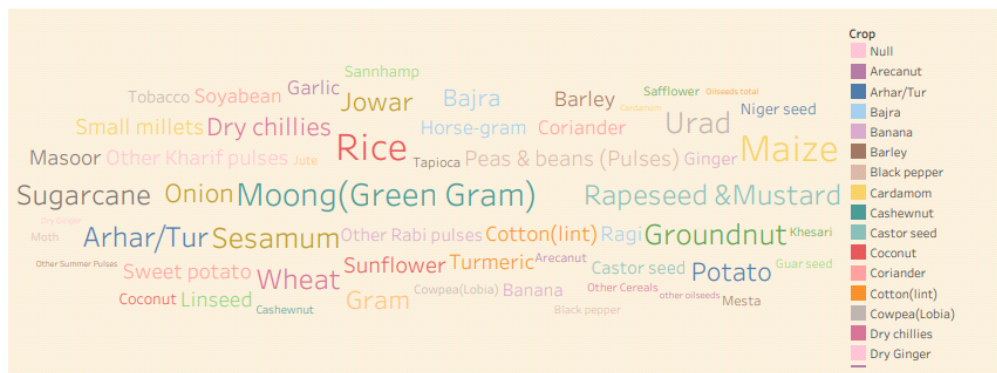 Sannhamp
Tobacco Soyabean Garlic Jowar Bajra Barley Safflower Oilseeds total
Cardamom Niger seed
Small millets Dry chillies Rice Horse-gram Coriander Urad Maize
Masoor Other Kharif pulses Jute Tapioca Peas & beans (Pulses) Ginger
Sugarcane Onion Moong(Green Gram) Rapeseed &Mustard
Dry Ginger
Moth Arhar/Tur Sesamum Other Rabi pulses Cotton(lint) Ragi Groundnut Khesari
Other Summer Pulses Sweet potato Wheat Sunflower Turmeric Arecanut Castor seed Potato Guar seed
Coconut Linseed Cashewnut Gram Cowpea(Lobia) Banana Other Cereals other oilseeds Mesta
Black pepper
Crop
Null
Arecanut
Arhar/Tur
Bajra
Banana
Barley
Black pepper
Cardamom
Cashewnut
Castor seed
Coconut
Coriander
Cotton(lint)
Cowpea(Lobia)
Dry chillies
Dry Ginger